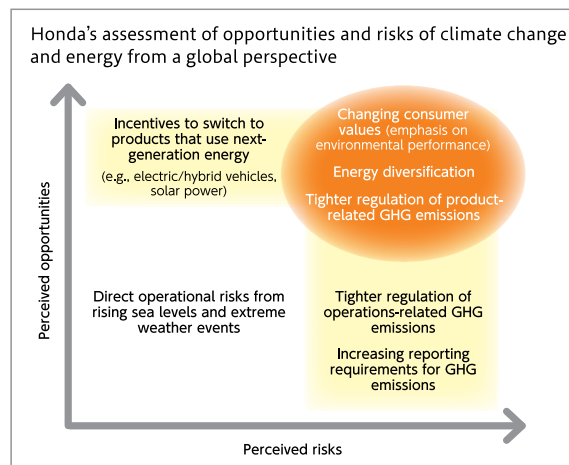 Honda's assessment of opportunities and risks of climate change
and energy from a global perspective
Perceived opportunities
Incentives to switch to
products that use next-
generation energy
(e.g., electric/hybrid vehicles,
solar power)
Changing consumer
values (emphasis on
environmental performance)
Energy diversification
Tighter regulation of product-
related GHG emissions
Direct operational risks from
rising sea levels and extreme
weather events
Tighter regulation of
operations-related GHG
emissions
Increasing reporting
requirements for GHG
emissions
Perceived risks